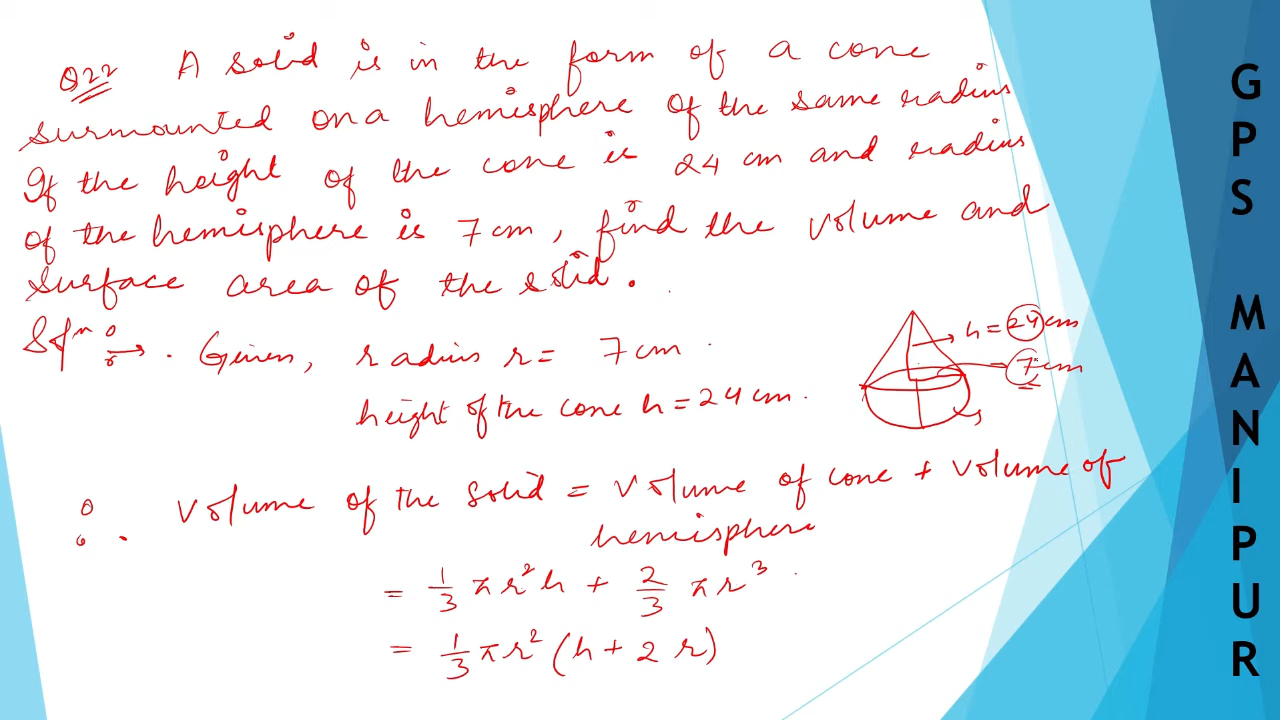 Q22 A solid is in the form of a cone
surmounted on a hemisphere of the same radius
If the height of the cone is 24 cm and radius
of the hemisphere is 7 cm, find the volume and
surface area of the solid.
Solⁿ :→ . Given, radius r = 7 cm
h = 24 cm
7 cm
height of the cone h = 24 cm.
∴ Volume of the solid = Volume of cone + Volume of
hemisphere
= 1/3 πr²h + 2/3 πr³
= 1/3 πr² (h + 2r)
GPS MANIPUR